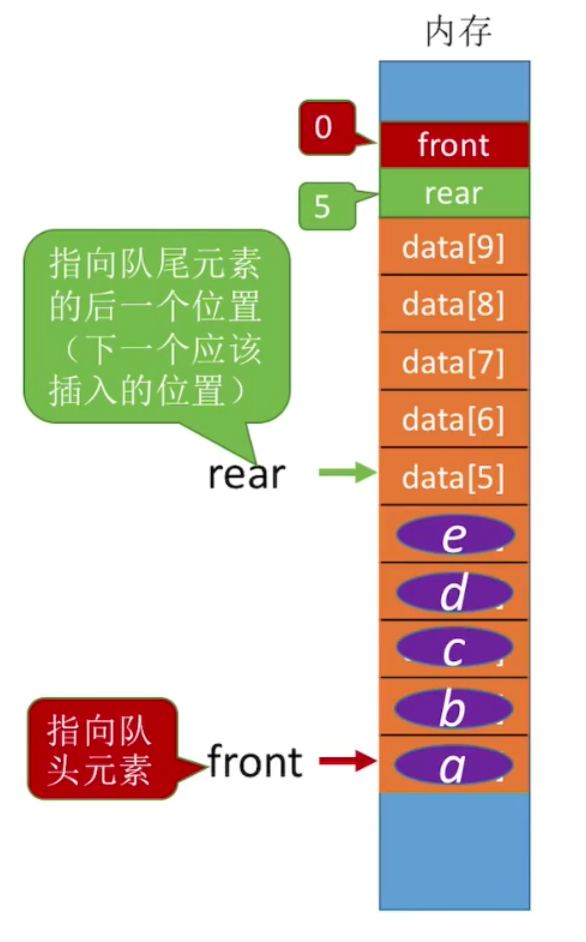 内存
0
front
5
rear
data[9]
指向队尾元素
的后一个位置
（下一个应该
插入的位置）
data[8]
data[7]
data[6]
rear
data[5]
e
d
c
b
指向队
头元素
front
a